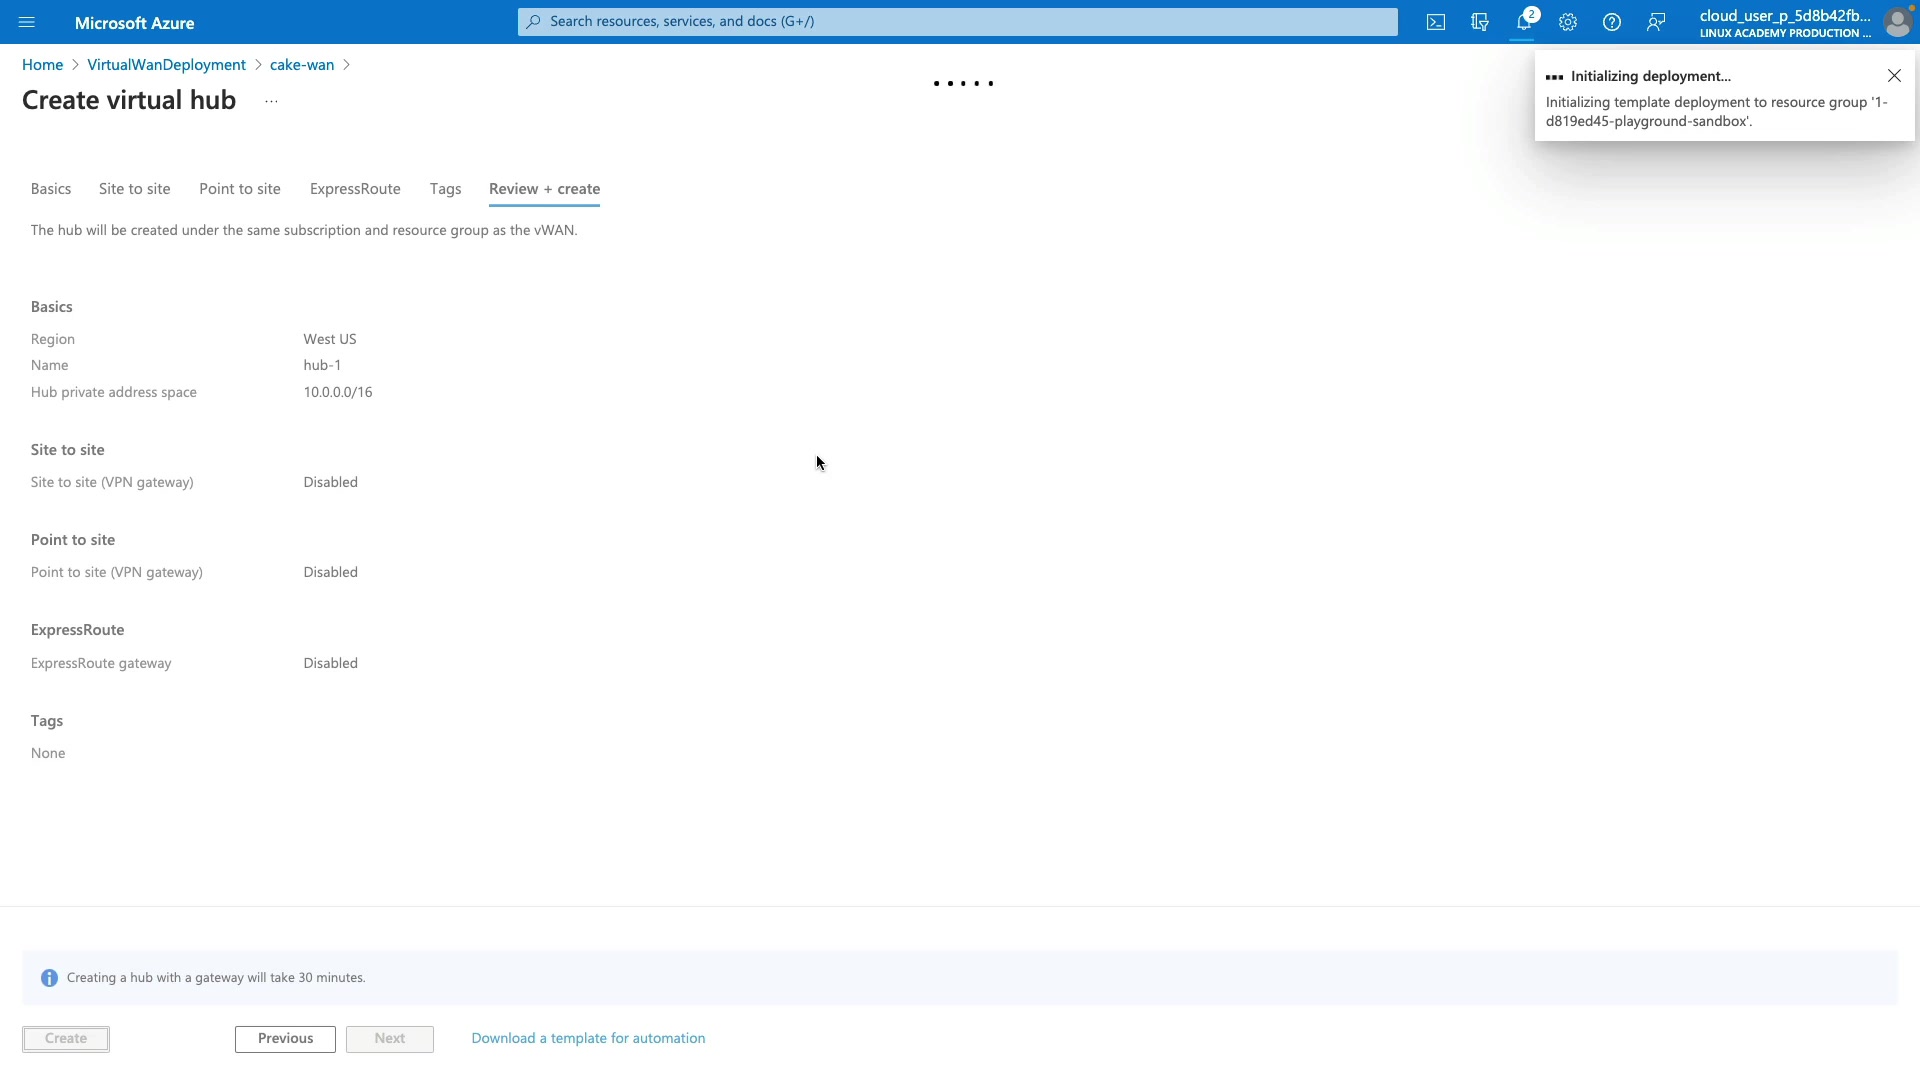 Microsoft Azure
Search resources, services, and docs (G+/)
2
cloud_user_p_5d8b42fb...
LINUX ACADEMY PRODUCTION ...
Home > VirtualWanDeployment > cake-wan >
Create virtual hub ...
Initializing deployment...
Initializing template deployment to resource group '1-
d819ed45-playground-sandbox'.
Basics Site to site Point to site ExpressRoute Tags Review + create
The hub will be created under the same subscription and resource group as the vWAN.
Basics
Region West US
Name hub-1
Hub private address space 10.0.0.0/16
Site to site
Site to site (VPN gateway) Disabled
Point to site
Point to site (VPN gateway) Disabled
ExpressRoute
ExpressRoute gateway Disabled
Tags
None
Creating a hub with a gateway will take 30 minutes.
Create Previous Next Download a template for automation